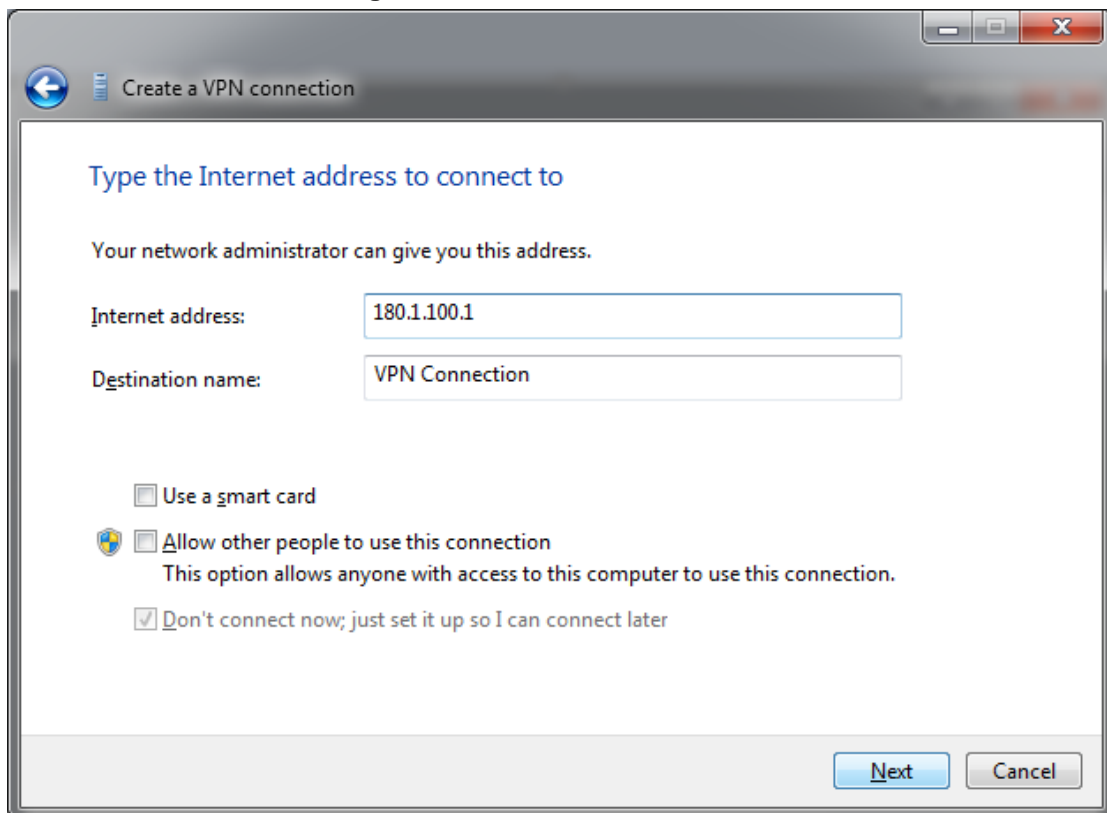 Create a VPN connection
Type the Internet address to connect to
Your network administrator can give you this address.
Internet address: 180.1.100.1
Destination name: VPN Connection
Use a smart card
Allow other people to use this connection
This option allows anyone with access to this computer to use this connection.
Don't connect now; just set it up so I can connect later
Next Cancel